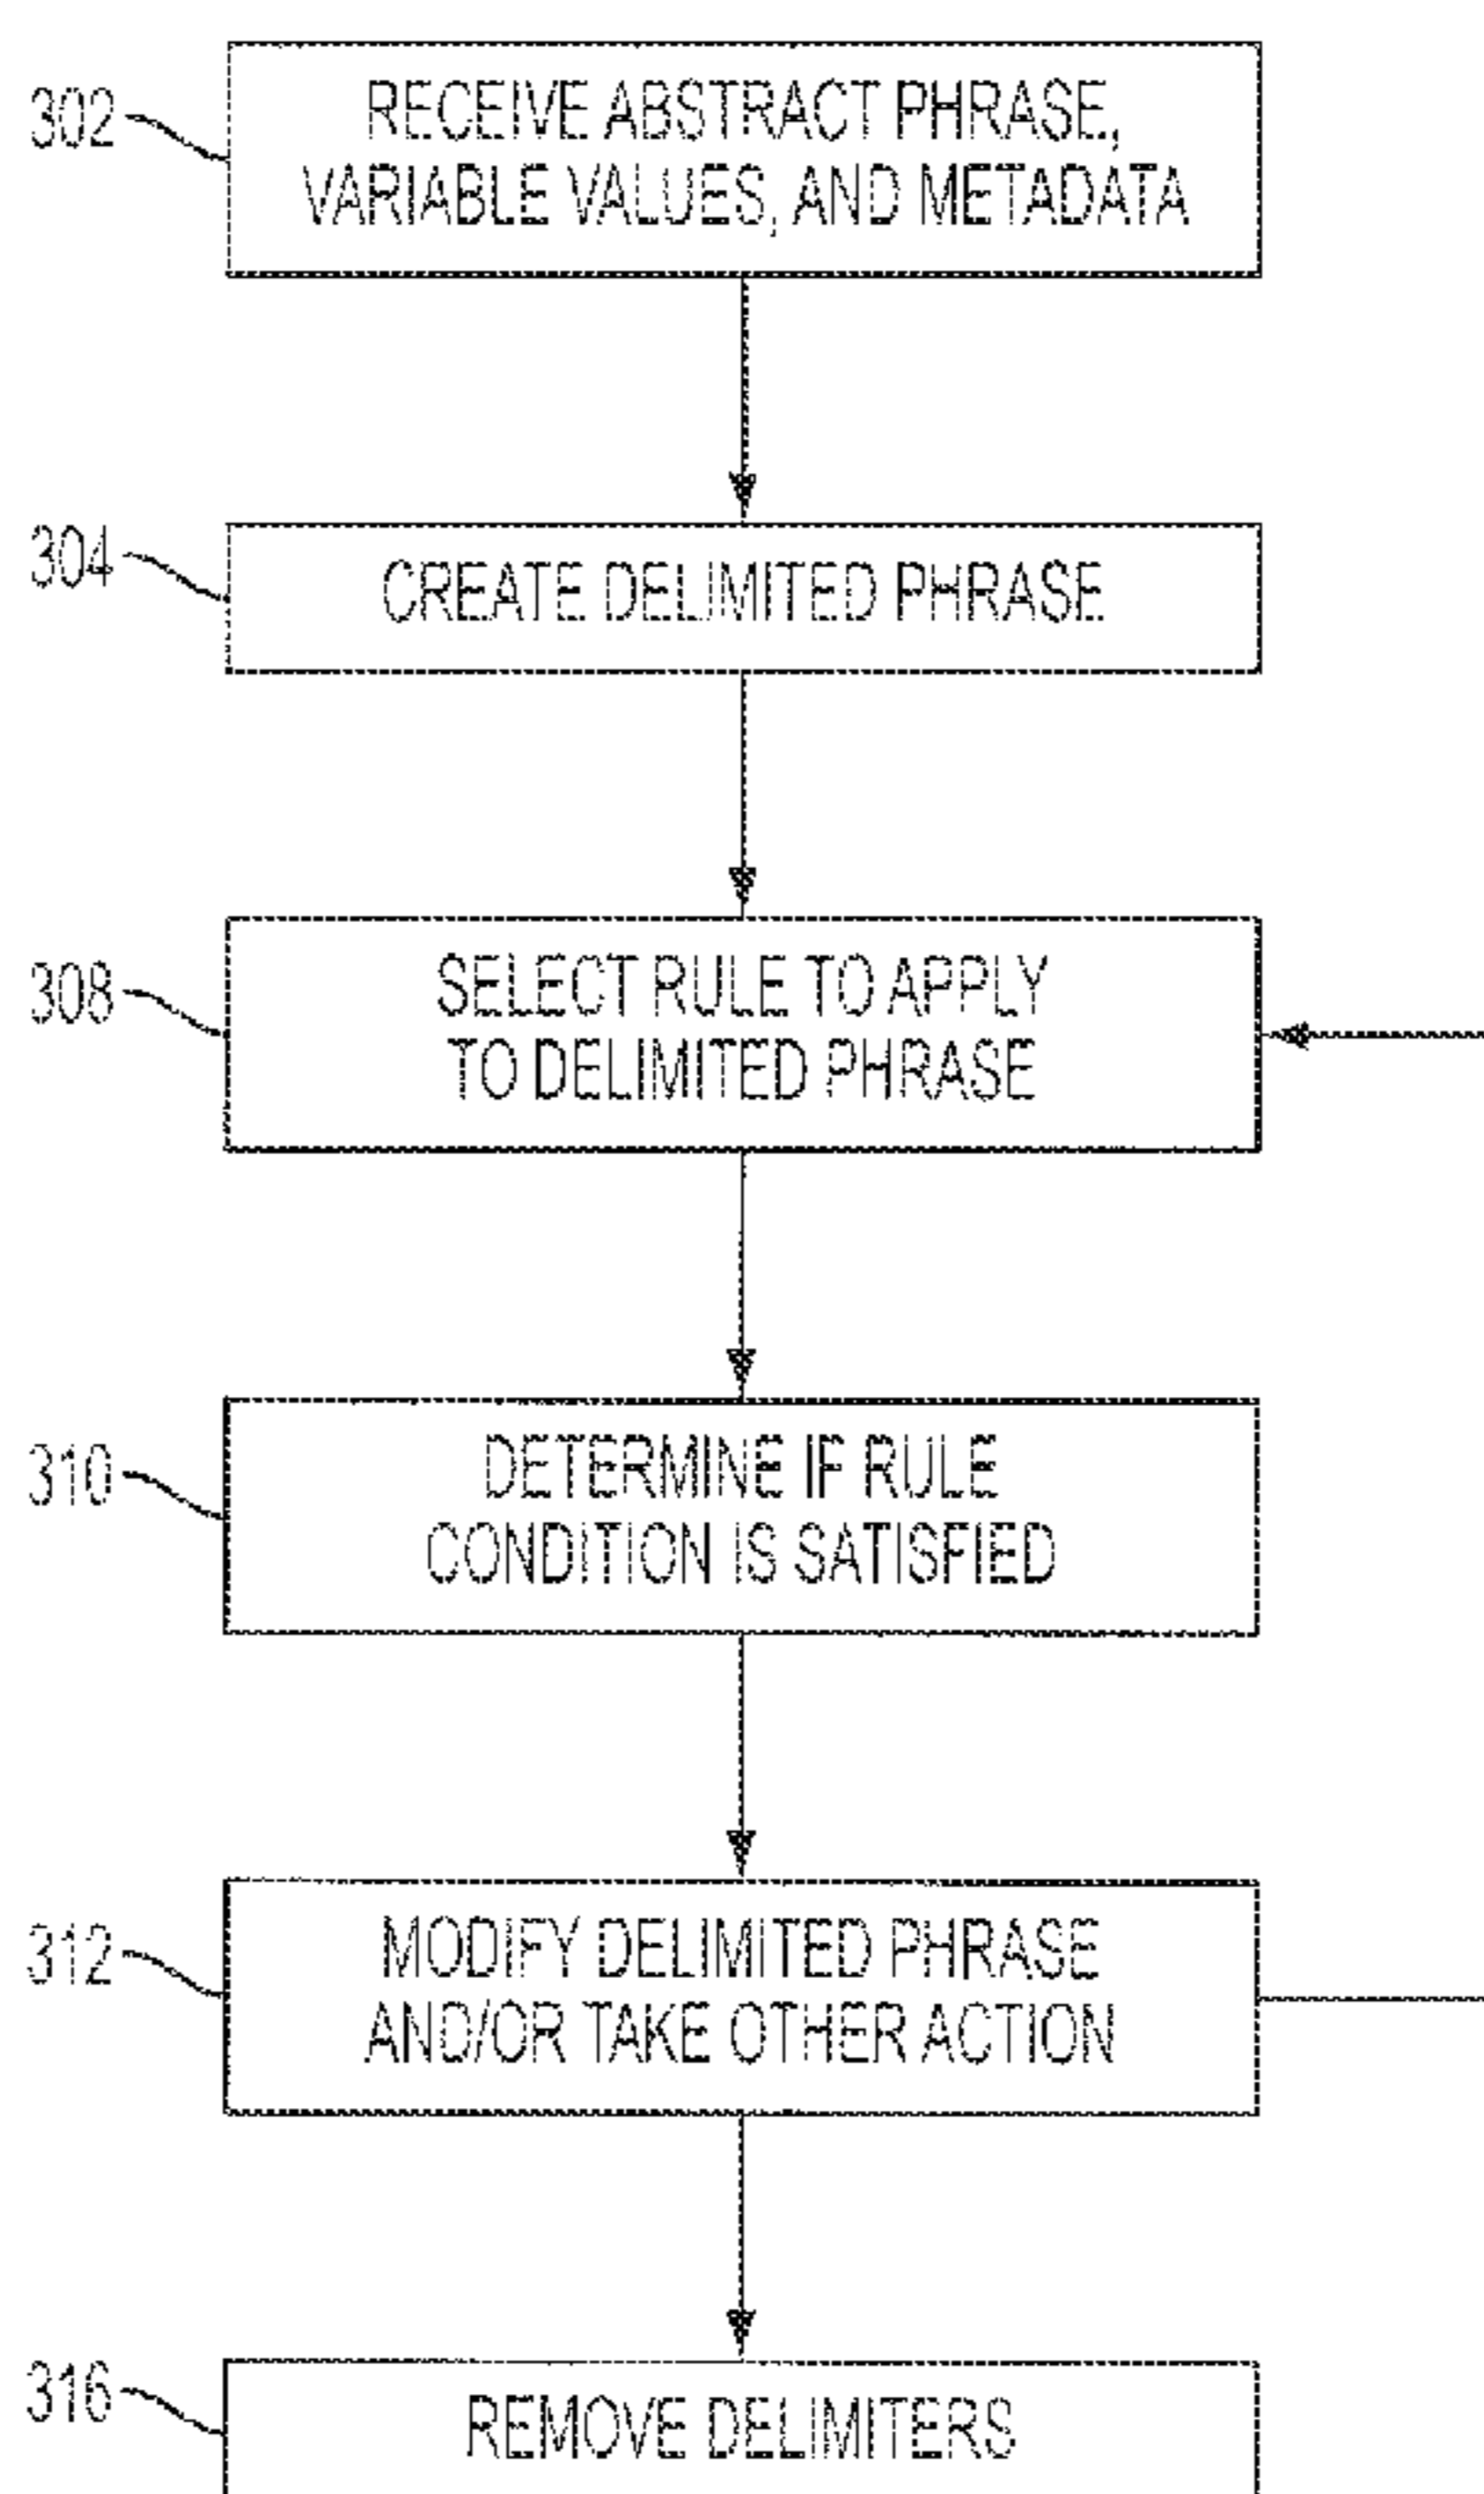 302
RECEIVE ABSTRACT PHRASE,
VARIABLE VALUES, AND METADATA
304
CREATE DELIMITED PHRASE
308
SELECT RULE TO APPLY
TO DELIMITED PHRASE
310
DETERMINE IF RULE
CONDITION IS SATISFIED
312
MODIFY DELIMITED PHRASE
AND/OR TAKE OTHER ACTION
316
REMOVE DELIMITERS